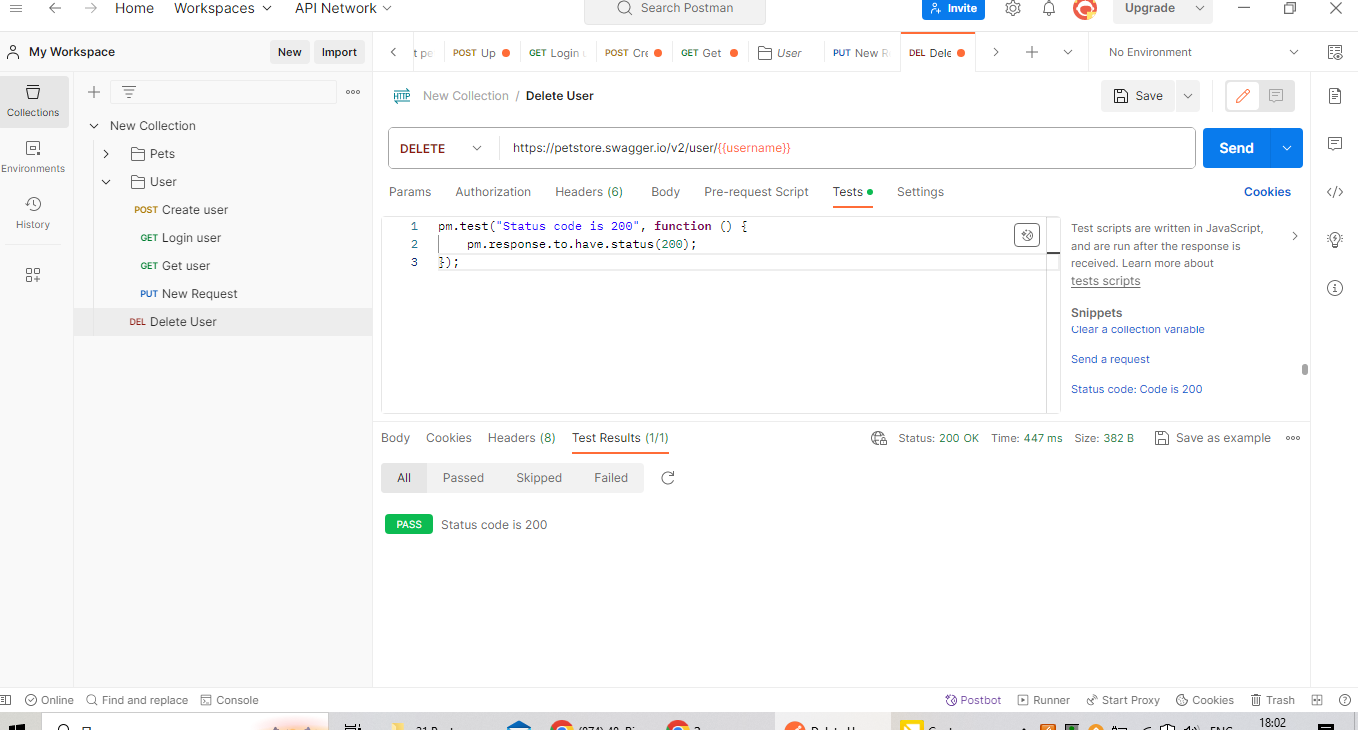 Home Workspaces API Network Search Postman Invite Upgrade
My Workspace New Import
t pe POST Up GET Login POST Cr GET Get User PUT New R DEL Dele No Environment
Collections
Environments
History
New Collection
Pets
User
POST Create user
GET Login user
GET Get user
PUT New Request
DEL Delete User
HTTP New Collection / Delete User Save
DELETE https://petstore.swagger.io/v2/user/{{username}} Send
Params Authorization Headers (6) Body Pre-request Script Tests Settings Cookies
1 pm.test("Status code is 200", function () {
2 pm.response.to.have.status(200);
3 });
Test scripts are written in JavaScript,
and are run after the response is
received. Learn more about
tests scripts
Snippets
Clear a collection variable
Send a request
Status code: Code is 200
Body Cookies Headers (8) Test Results (1/1) Status: 200 OK Time: 447 ms Size: 382 B Save as example
All Passed Skipped Failed
PASS Status code is 200
Online Find and replace Console Postbot Runner Start Proxy Cookies Trash
18:02